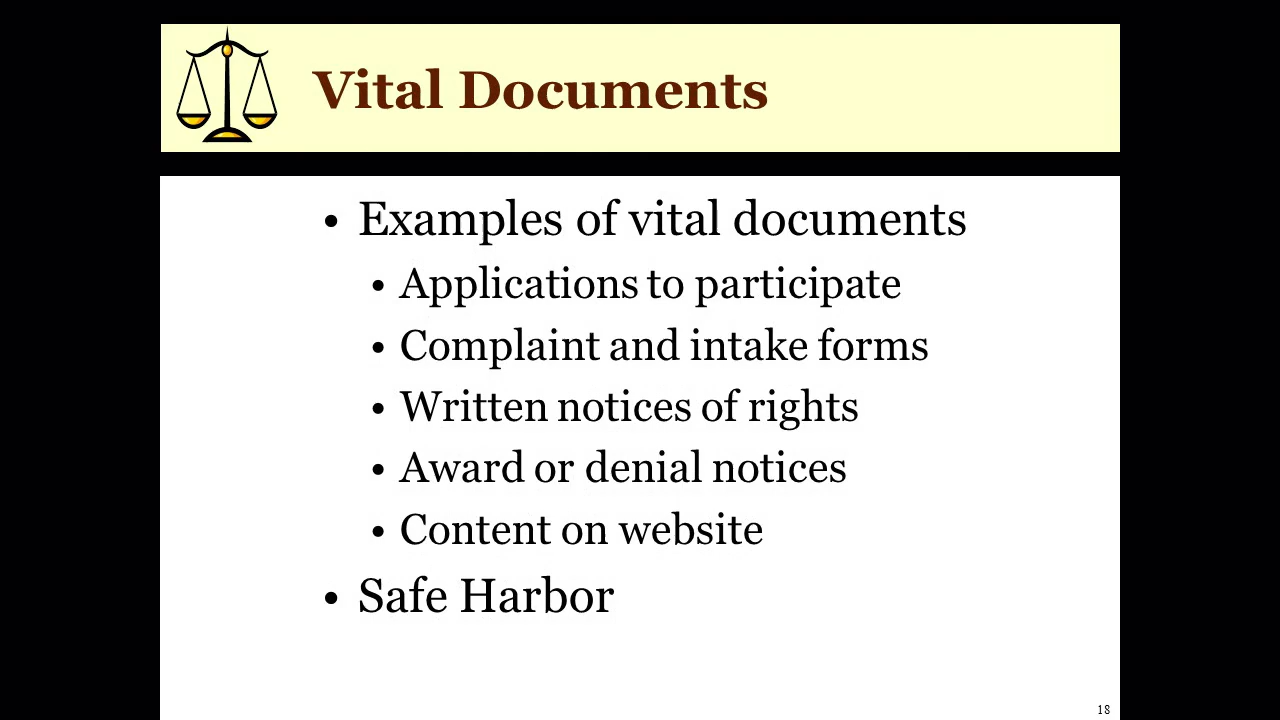 Vital Documents
• Examples of vital documents
• Applications to participate
• Complaint and intake forms
• Written notices of rights
• Award or denial notices
• Content on website
• Safe Harbor
18